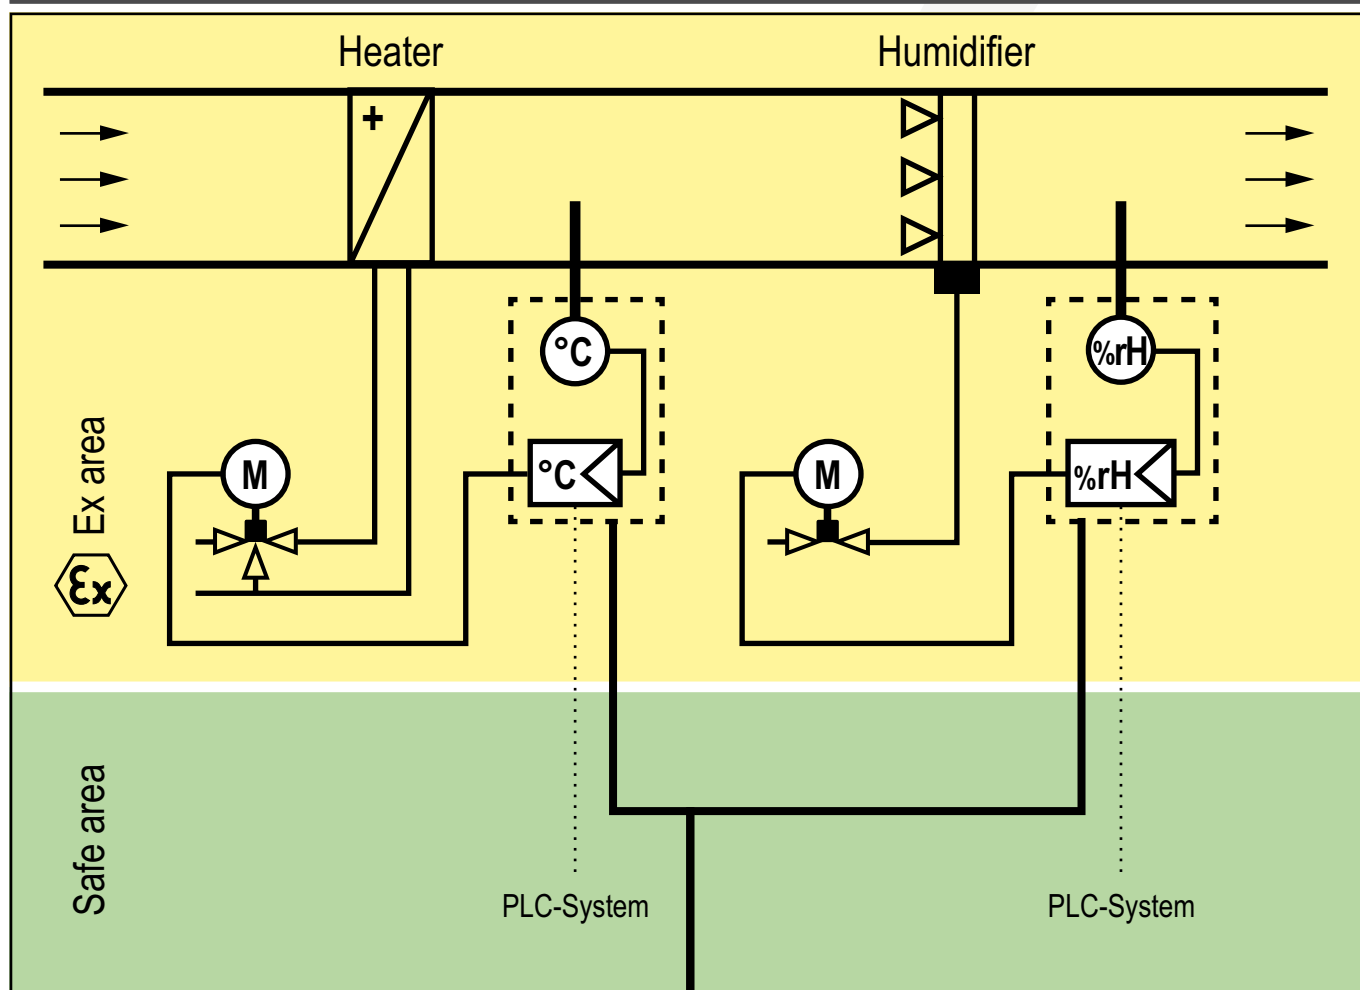 Heater
Humidifier
+
°C
%rH
Ex area
M
°C
M
%rH
Ex
Safe area
PLC-System
PLC-System